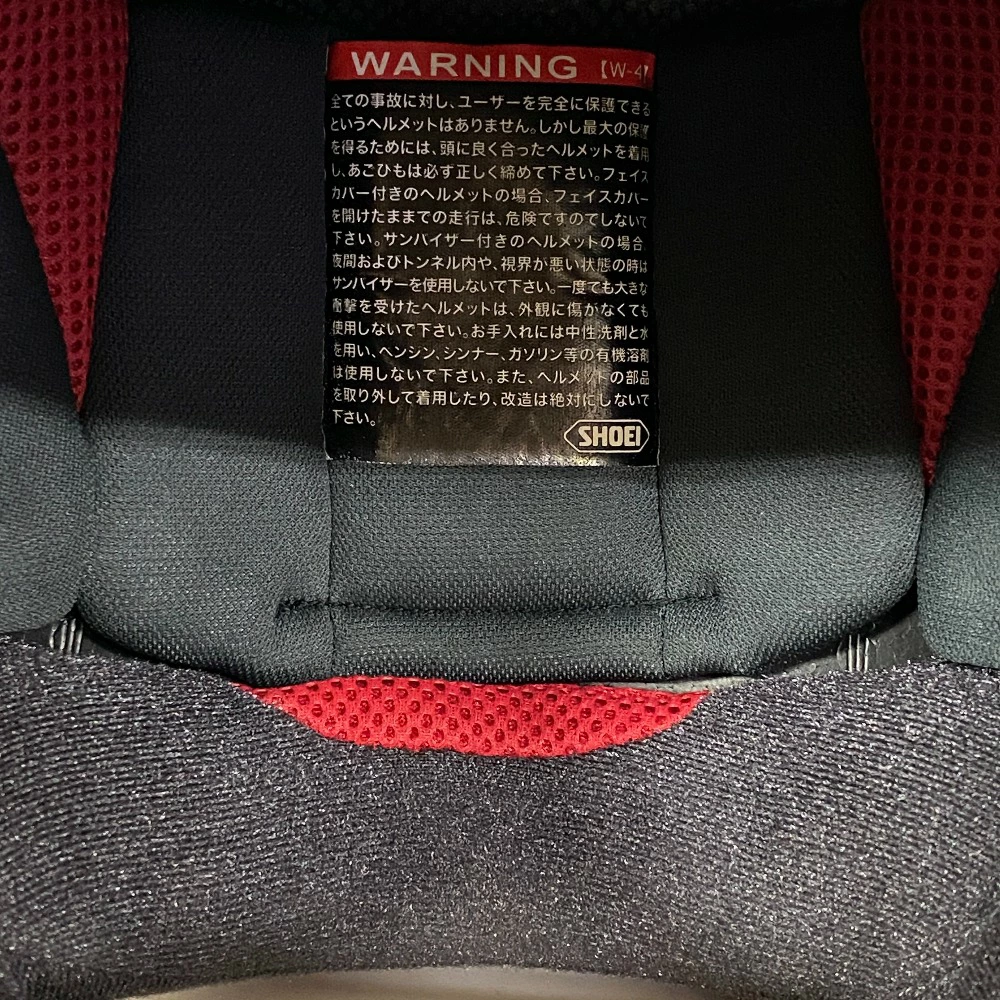 WARNING 【W-4】
全ての事故に対し、ユーザーを完全に保護できる
というヘルメットはありません。しかし最大の保護
を得るためには、頭に良く合ったヘルメットを着用
し、あごひもは必ず正しく締めて下さい。フェイス
カバー付きのヘルメットの場合、フェイスカバー
を開けたままでの走行は、危険ですのでしないで
下さい。サンバイザー付きのヘルメットの場合、
夜間およびトンネル内や、視界が悪い状態の時は
サンバイザーを使用しないで下さい。一度でも大きな
衝撃を受けたヘルメットは、外観に傷がなくても
使用しないで下さい。お手入れには中性洗剤と水
を用い、ベンジン、シンナー、ガソリン等の有機溶剤
は使用しないで下さい。また、ヘルメットの部品
を取り外して着用したり、改造は絶対にしないで
下さい。
SHOEI